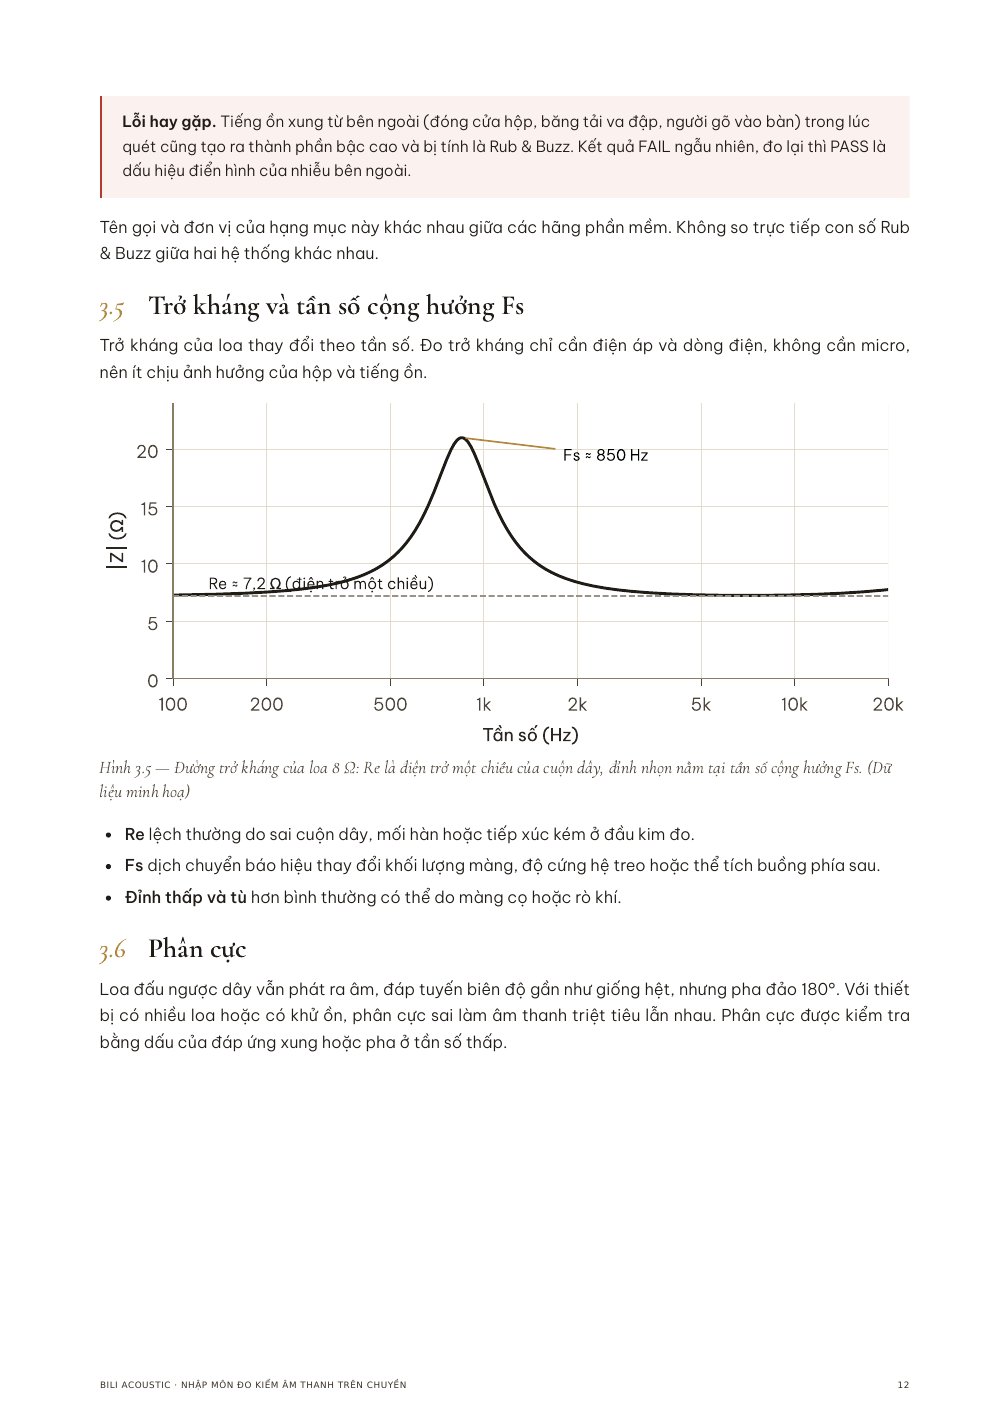 Lỗi hay gặp. Tiếng ồn xung từ bên ngoài (đóng cửa hộp, băng tải va đập, người gõ vào bàn) trong lúc
quét cũng tạo ra thành phần bậc cao và bị tính là Rub & Buzz. Kết quả FAIL ngẫu nhiên, đo lại thì PASS là
dấu hiệu điển hình của nhiễu bên ngoài.
Tên gọi và đơn vị của hạng mục này khác nhau giữa các hãng phần mềm. Không so trực tiếp con số Rub
& Buzz giữa hai hệ thống khác nhau.
3.5 Trở kháng và tần số cộng hưởng Fs
Trở kháng của loa thay đổi theo tần số. Đo trở kháng chỉ cần điện áp và dòng điện, không cần micro,
nên ít chịu ảnh hưởng của hộp và tiếng ồn.
20
15
10
5
0
|Z| (Ω)
Fs ≈ 850 Hz
Re ≈ 7,2 Ω (điện trở một chiều)
100 200 500 1k 2k 5k 10k 20k
Tần số (Hz)
Hình 3.5 — Đường trở kháng của loa 8 Ω: Re là điện trở một chiều của cuộn dây, đỉnh nhọn nằm tại tần số cộng hưởng Fs. (Dữ
liệu minh hoạ)
• Re lệch thường do sai cuộn dây, mối hàn hoặc tiếp xúc kém ở đầu kim đo.
• Fs dịch chuyển báo hiệu thay đổi khối lượng màng, độ cứng hệ treo hoặc thể tích buồng phía sau.
• Đỉnh thấp và tù hơn bình thường có thể do màng cọ hoặc rò khí.
3.6 Phân cực
Loa đấu ngược dây vẫn phát ra âm, đáp tuyến biên độ gần như giống hệt, nhưng pha đảo 180°. Với thiết
bị có nhiều loa hoặc có khử ồn, phân cực sai làm âm thanh triệt tiêu lẫn nhau. Phân cực được kiểm tra
bằng dấu của đáp ứng xung hoặc pha ở tần số thấp.
BILI ACOUSTIC · NHẬP MÔN ĐO KIỂM ÂM THANH TRÊN CHUYỀN 12